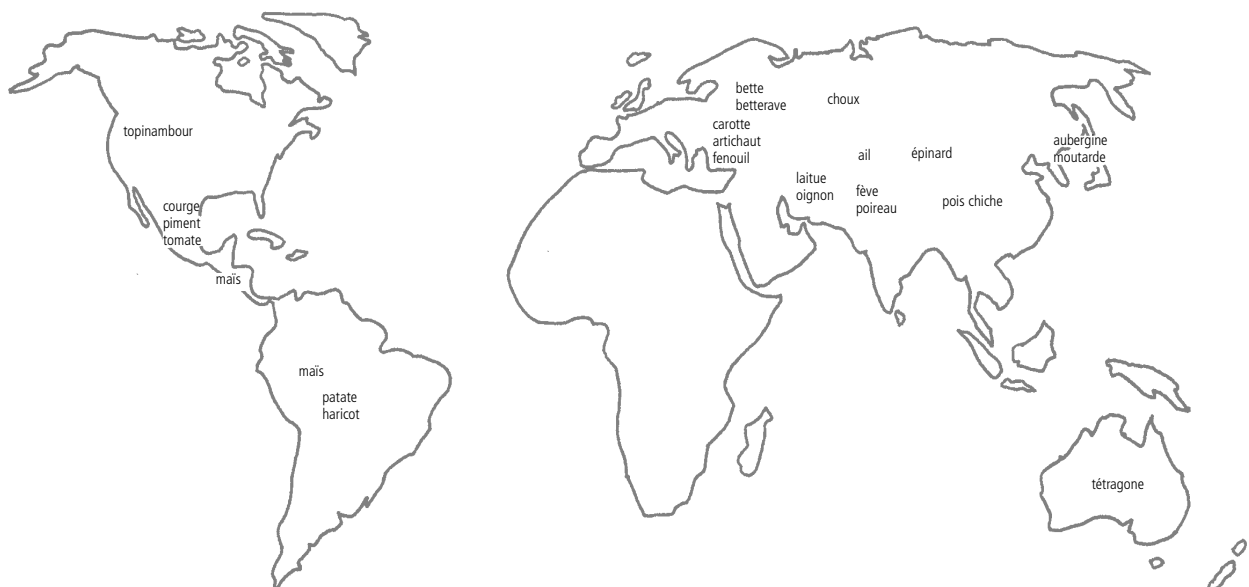 topinambour
courge
piment
tomate
maïs
maïs
patate
haricot
bette
betterave
choux
carotte
artichaut
fenouil
ail
épinard
laitue
oignon
fève
poireau
pois chiche
aubergine
moutarde
tétragone